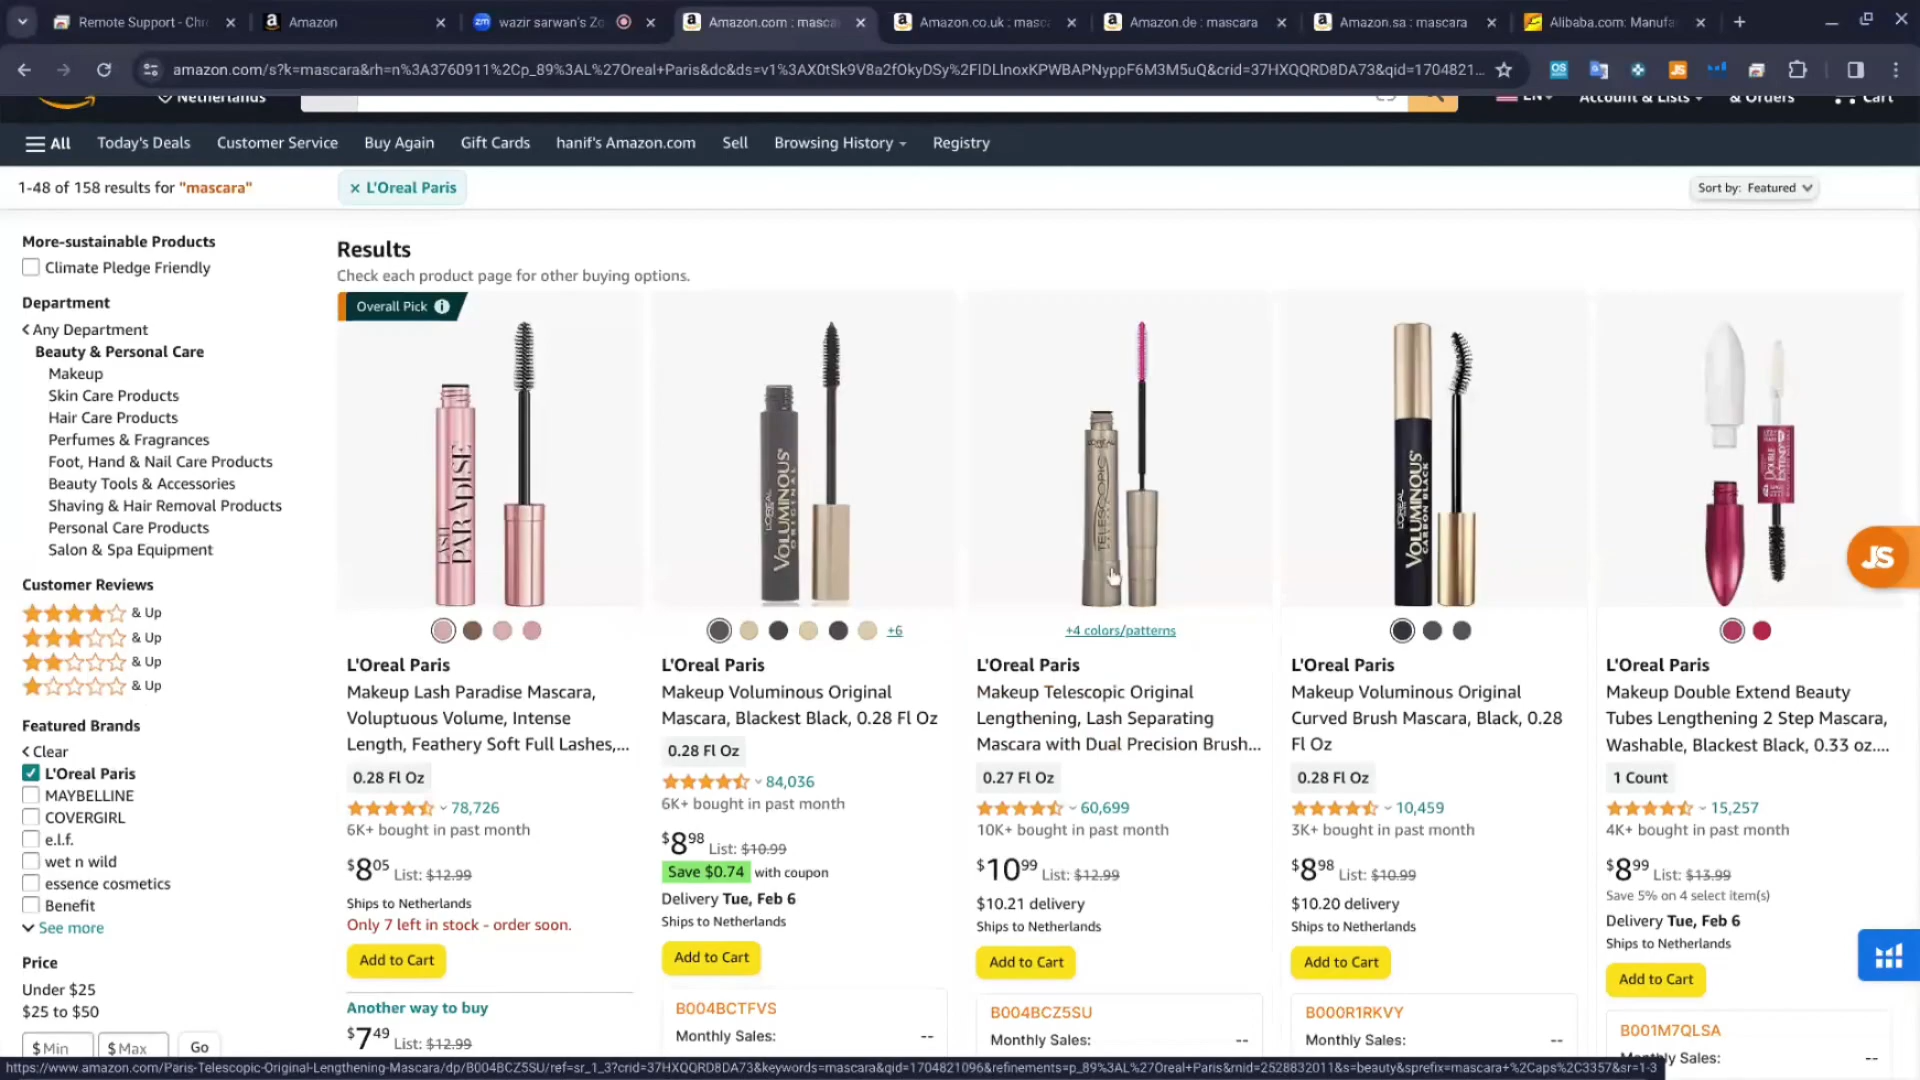 Remote Support - Chr
Amazon
wazir sarwan's Zo
Amazon.com : masca
Amazon.co.uk : masc
Amazon.de : mascara
Amazon.sa : mascara
Alibaba.com: Manufa
amazon.com/s?k=mascara&rh=n%3A3760911%2Cp_89%3AL%27Oreal+Paris&dc&ds=v1%3AX0tSk9V8a2fOkyDSy%2FIDLlnoxKPWBAPNyppF6M3M5uQ&crid=37HXQQRD8DA73&qid=1704821...
Netherlands
EN
Account & Lists
& Orders
Cart
All
Today's Deals
Customer Service
Buy Again
Gift Cards
hanif's Amazon.com
Sell
Browsing History
Registry
1-48 of 158 results for "mascara"
× L'Oreal Paris
Sort by: Featured
More-sustainable Products
Climate Pledge Friendly
Department
Any Department
Beauty & Personal Care
Makeup
Skin Care Products
Hair Care Products
Perfumes & Fragrances
Foot, Hand & Nail Care Products
Beauty Tools & Accessories
Shaving & Hair Removal Products
Personal Care Products
Salon & Spa Equipment
Customer Reviews
& Up
& Up
& Up
& Up
Featured Brands
Clear
L'Oreal Paris
MAYBELLINE
COVERGIRL
e.l.f.
wet n wild
essence cosmetics
Benefit
See more
Price
Under $25
$25 to $50
$ Min
$ Max
Go
Results
Check each product page for other buying options.
Overall Pick
LASH PARADISE
L'Oreal Paris
Makeup Lash Paradise Mascara,
Voluptuous Volume, Intense
Length, Feathery Soft Full Lashes,...
0.28 Fl Oz
78,726
6K+ bought in past month
$8.05 List: $12.99
Ships to Netherlands
Only 7 left in stock - order soon.
Add to Cart
Another way to buy
$7.49 List: $12.99
L'ORÉAL
VOLUMINOUS
ORIGINAL
+6
L'Oreal Paris
Makeup Voluminous Original
Mascara, Blackest Black, 0.28 Fl Oz
0.28 Fl Oz
84,036
6K+ bought in past month
$8.98 List: $10.99
Save $0.74 with coupon
Delivery Tue, Feb 6
Ships to Netherlands
Add to Cart
B004BCTFVS
Monthly Sales: --
L'ORÉAL
TELESCOPIC
+4 colors/patterns
L'Oreal Paris
Makeup Telescopic Original
Lengthening, Lash Separating
Mascara with Dual Precision Brush...
0.27 Fl Oz
60,699
10K+ bought in past month
$10.99 List: $12.99
$10.21 delivery
Ships to Netherlands
Add to Cart
B004BCZ5SU
Monthly Sales: --
L'ORÉAL
VOLUMINOUS
CARBON BLACK
L'Oreal Paris
Makeup Voluminous Original
Curved Brush Mascara, Black, 0.28
Fl Oz
0.28 Fl Oz
10,459
3K+ bought in past month
$8.98 List: $10.99
$10.20 delivery
Ships to Netherlands
Add to Cart
B000R1RKVY
Monthly Sales: --
DOUBLE
EXTEND
L'Oreal Paris
Makeup Double Extend Beauty
Tubes Lengthening 2 Step Mascara,
Washable, Blackest Black, 0.33 oz....
1 Count
15,257
4K+ bought in past month
$8.99 List: $13.99
Save 5% on 4 select item(s)
Delivery Tue, Feb 6
Ships to Netherlands
Add to Cart
B001M7QLSA
Monthly Sales: --
JS
https://www.amazon.com/Paris-Telescopic-Original-Lengthening-Mascara/dp/B004BCZ5SU/ref=sr_1_3?crid=37HXQQRD8DA73&keywords=mascara&qid=1704821096&refinements=p_89%3AL%27Oreal+Paris&rnid=2528832011&s=beauty&sprefix=mascara+%2Caps%2C3357&sr=1-3